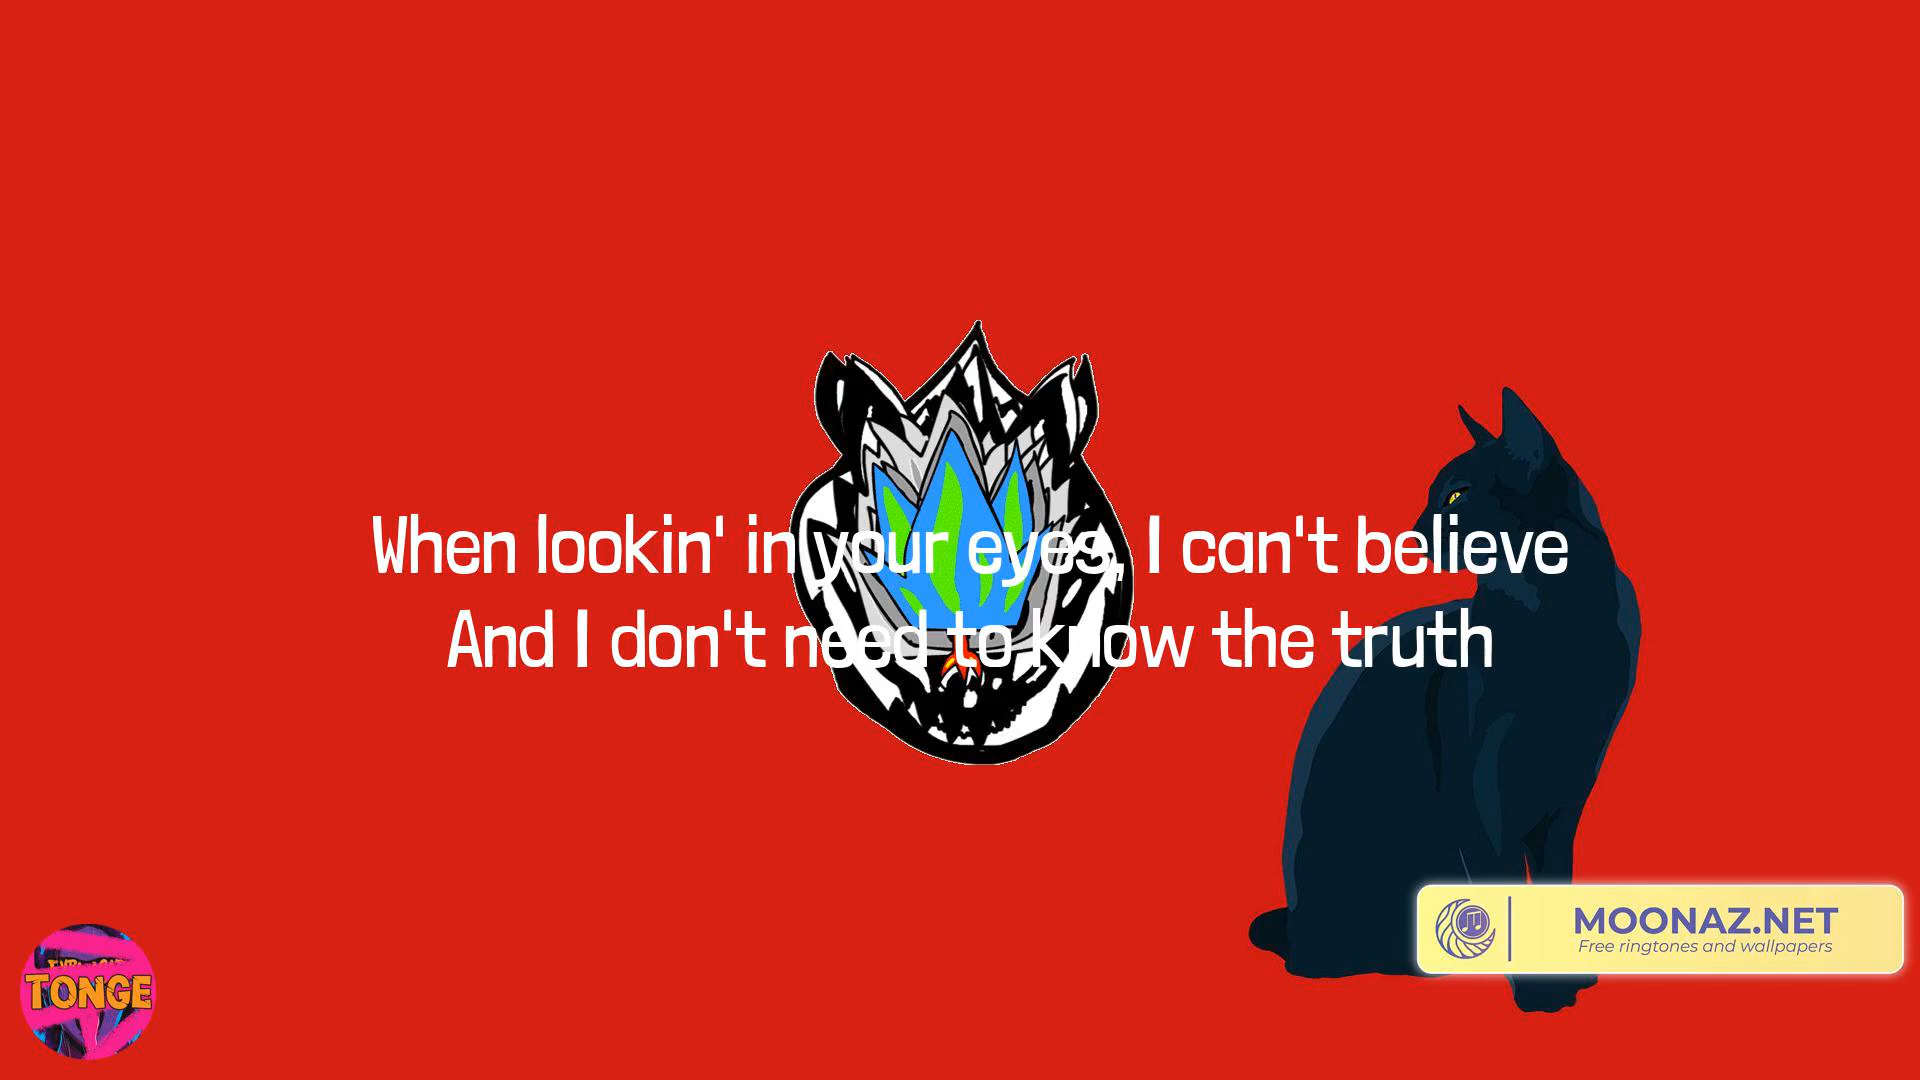 When lookin' in your eyes, I can't believe
And I don't need to know the truth
TONGE
MOONAZ.NET
Free ringtones and wallpapers